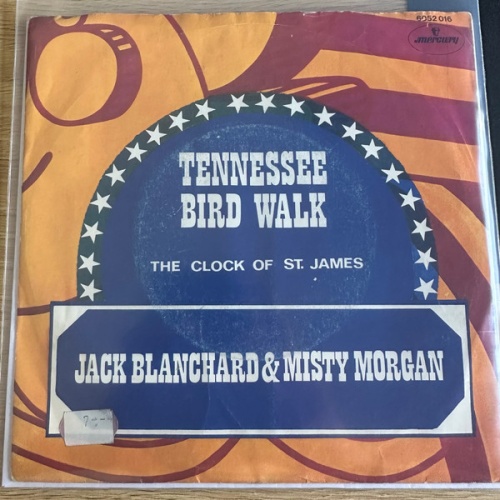 6052 016
mercury
TENNESSEE
BIRD WALK
THE CLOCK OF ST. JAMES
JACK BLANCHARD & MISTY MORGAN